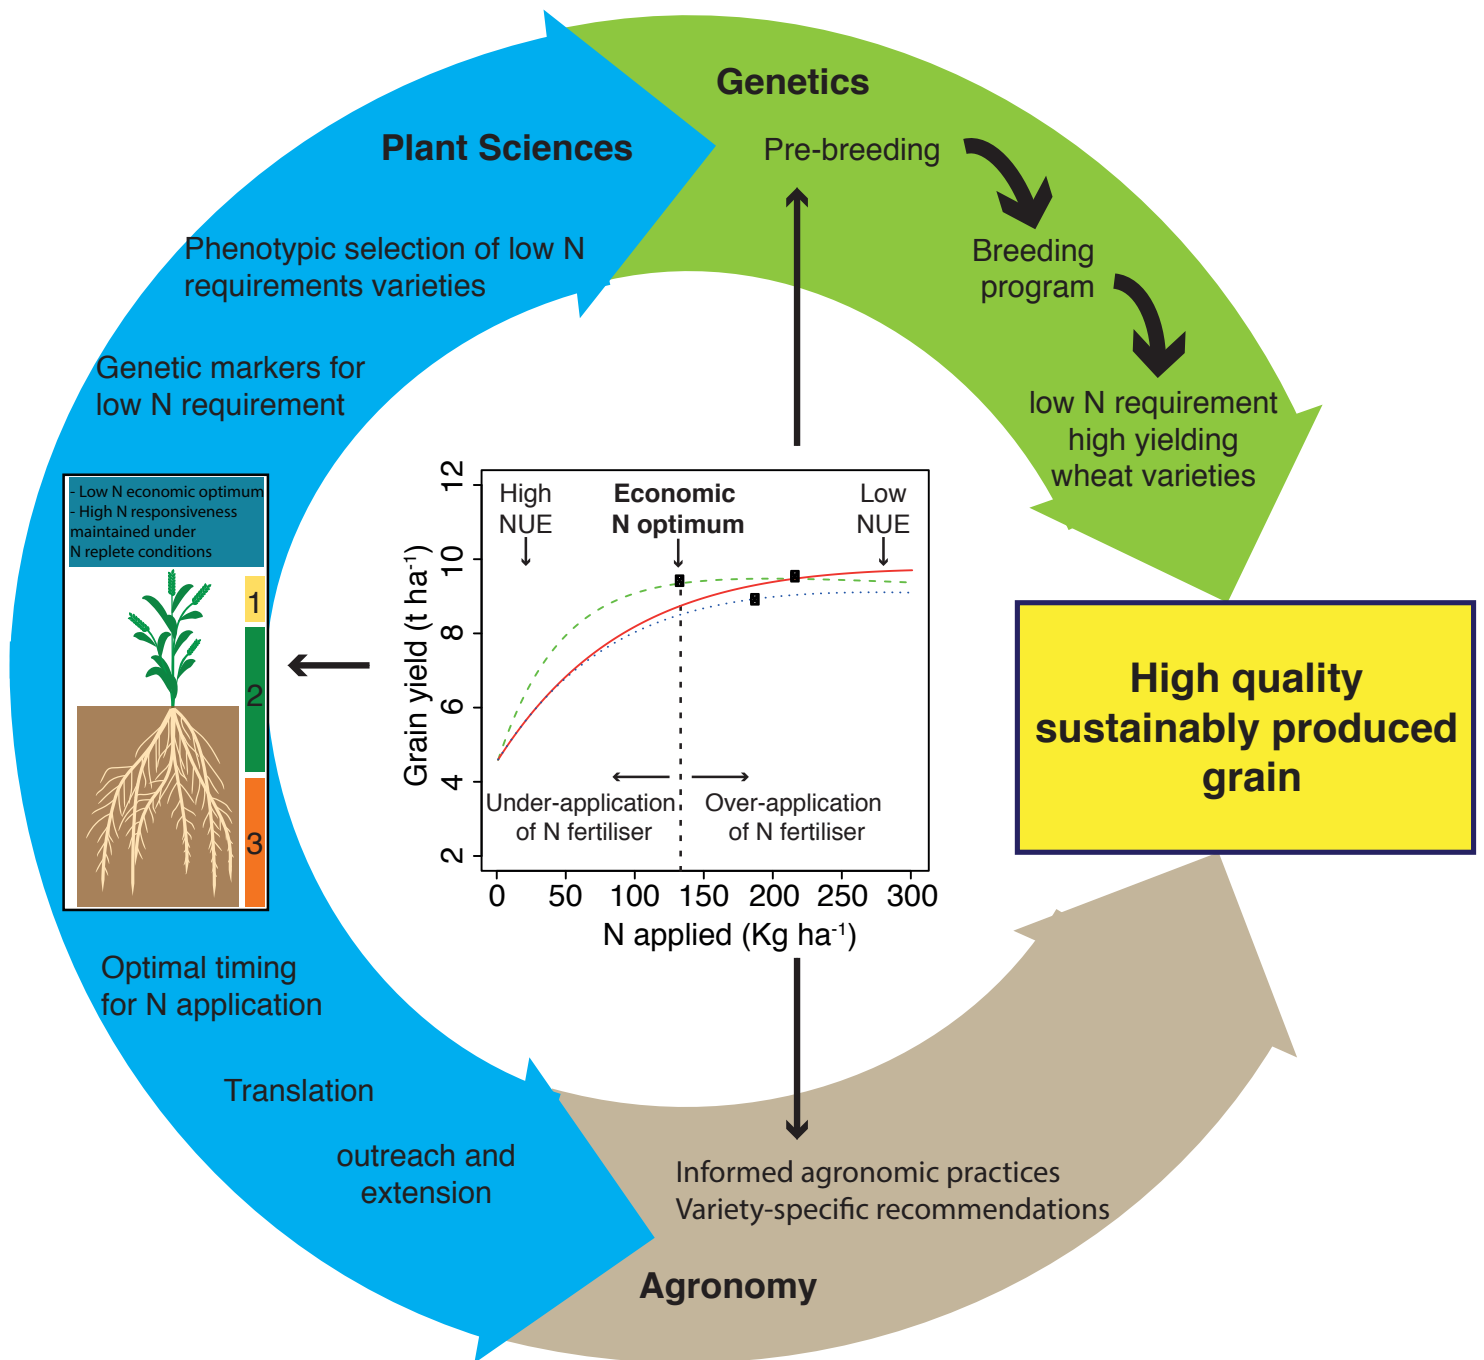 Genetics
Pre-breeding
Breeding
program
low N requirement
high yielding
wheat varieties
Plant Sciences
Phenotypic selection of low N
requirements varieties
Genetic markers for
low N requirement
- Low N economic optimum
- High N responsiveness
maintained under
N replete conditions
1
2
3
Optimal timing
for N application
Translation
outreach and
extension
Grain yield (t ha-1)
12
10
8
6
4
2
High
NUE
Economic
N optimum
Low
NUE
Under-application
of N fertiliser
Over-application
of N fertiliser
0 50 100 150 200 250 300
N applied (Kg ha-1)
High quality
sustainably produced
grain
Informed agronomic practices
Variety-specific recommendations
Agronomy